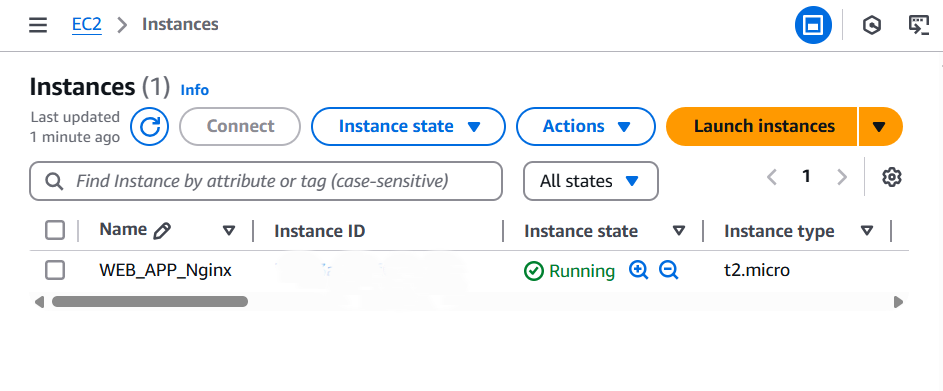 EC2 > Instances
Instances (1) Info
Last updated
1 minute ago
Connect
Instance state
Actions
Launch instances
Find Instance by attribute or tag (case-sensitive)
All states
1
Name Instance ID Instance state Instance type
WEB_APP_Nginx Running t2.micro